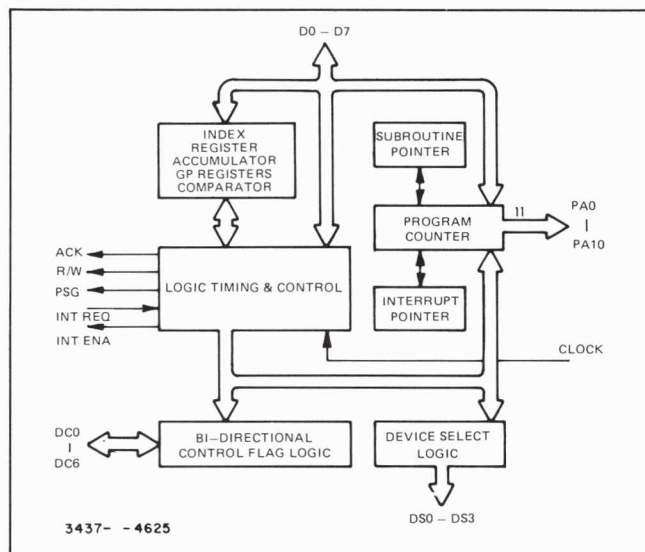 D0 – D7
INDEX
REGISTER
ACCUMULATOR
GP REGISTERS
COMPARATOR
SUBROUTINE
POINTER
PROGRAM
COUNTER
11
PA0
|
PA10
INTERRUPT
POINTER
ACK
R/W
PSG
INT REQ
INT ENA
LOGIC TIMING & CONTROL
CLOCK
DC0
|
DC6
BI–DIRECTIONAL
CONTROL FLAG LOGIC
DEVICE SELECT
LOGIC
DS0 – DS3
3437- -4625